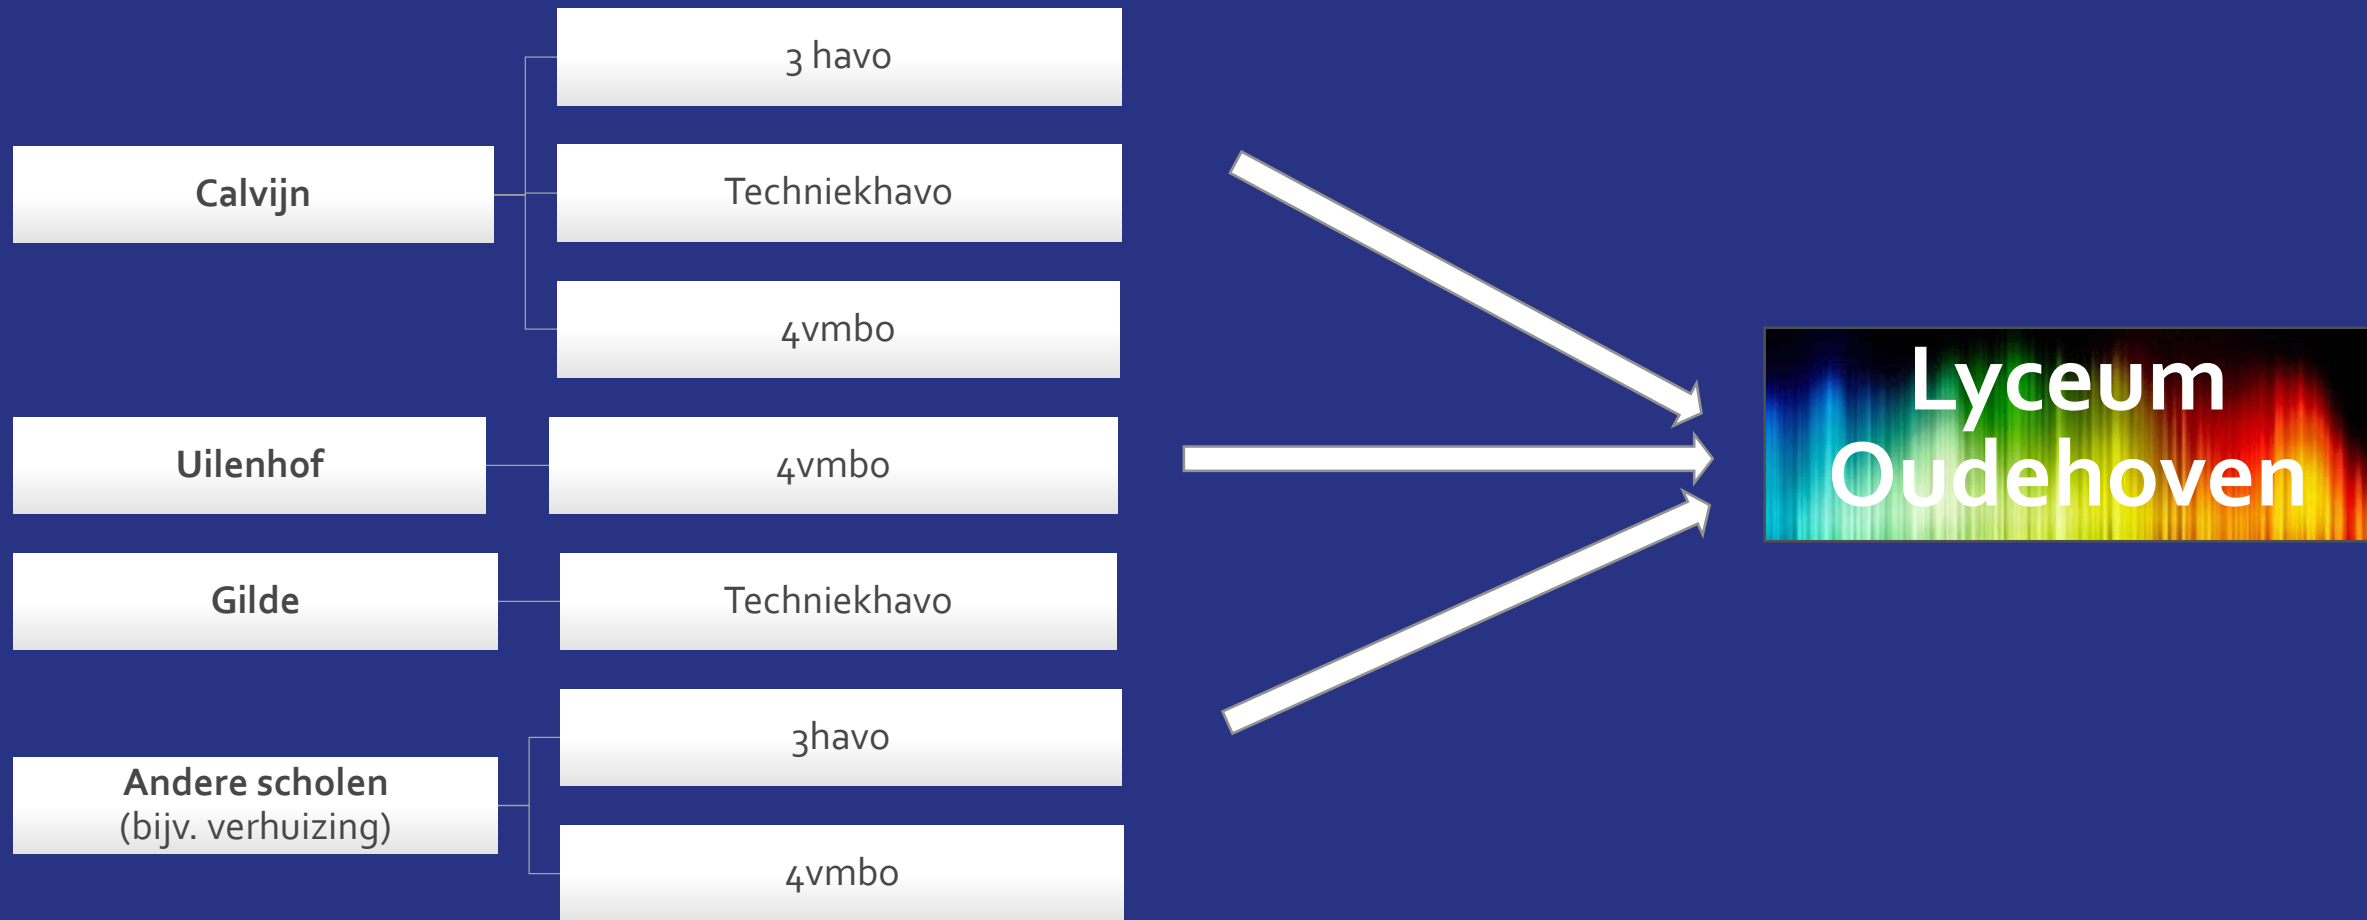 Calvijn
3 havo
Techniekhavo
4vmbo
Uilenhof
4vmbo
Gilde
Techniekhavo
Andere scholen
(bijv. verhuizing)
3havo
4vmbo
Lyceum
Oudehoven